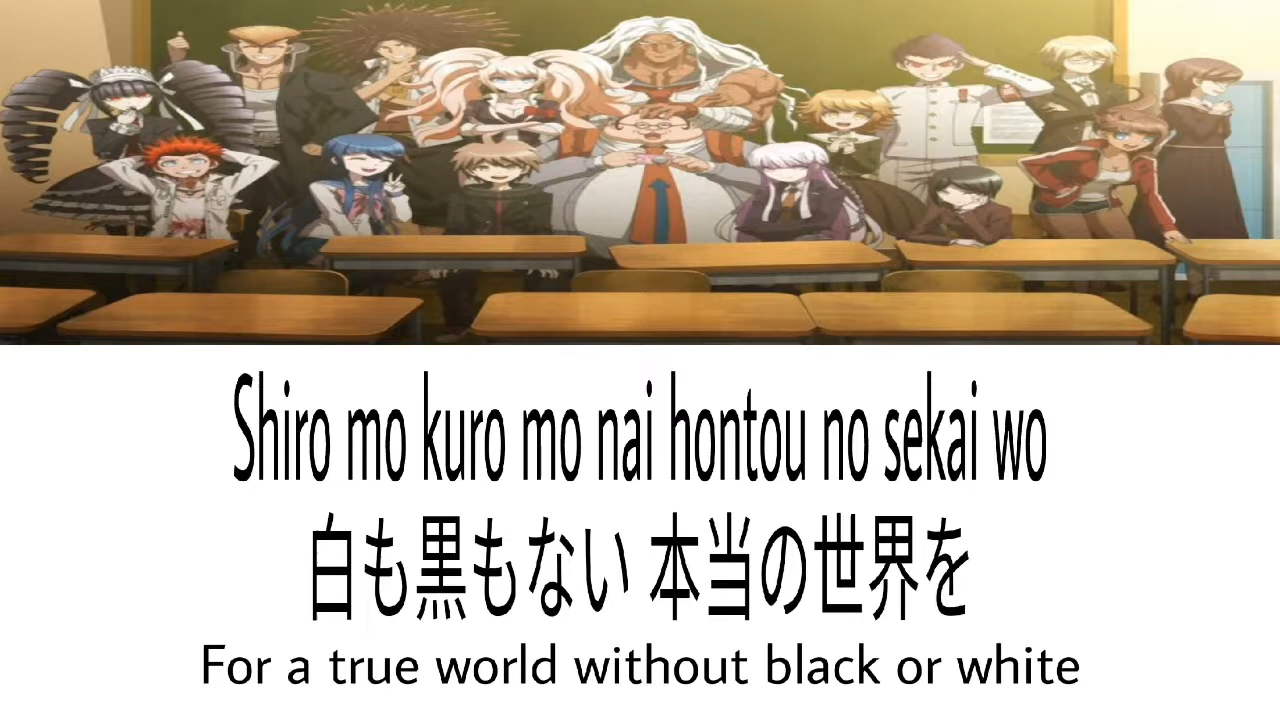 Shiro mo kuro mo nai hontou no sekai wo
白も黒もない 本当の世界を
For a true world without black or white